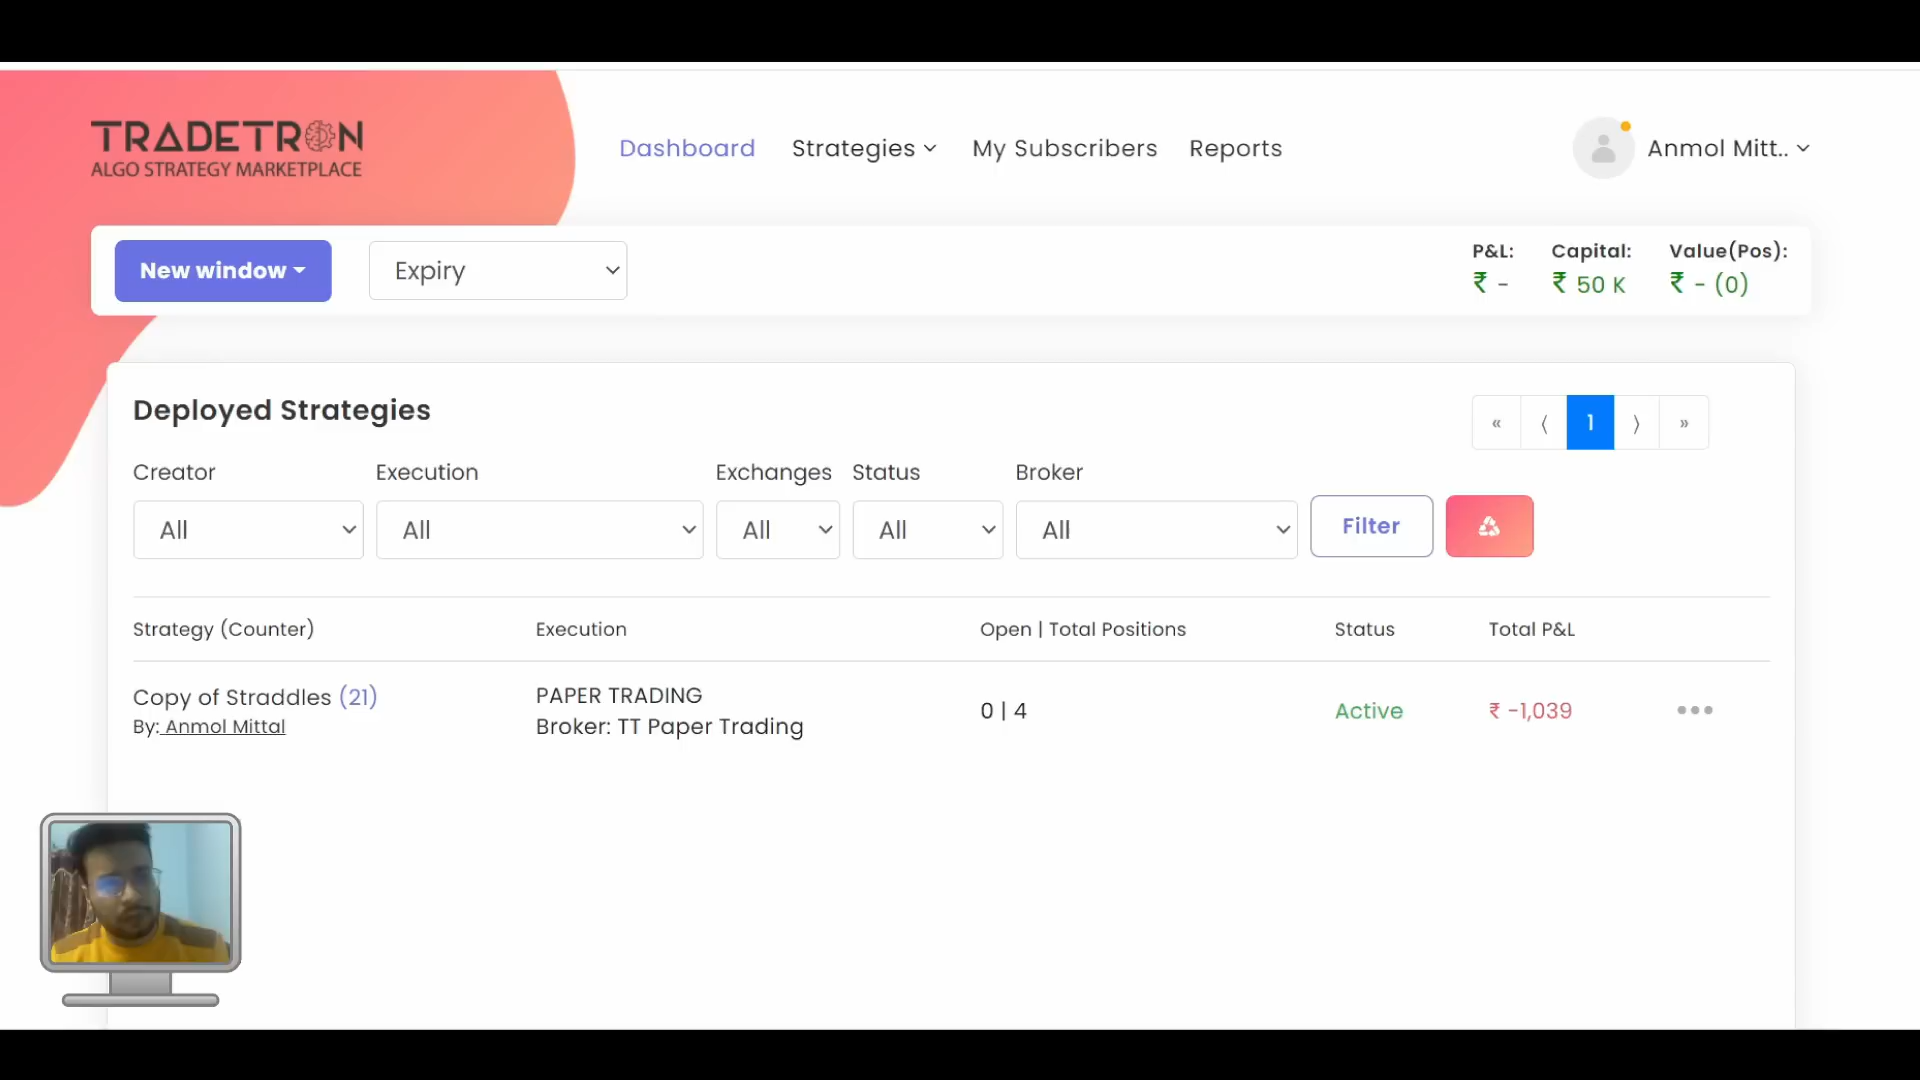 TRADETRON
ALGO STRATEGY MARKETPLACE
Dashboard
Strategies
My Subscribers
Reports
Anmol Mitt..
New window
Expiry
P&L:
₹ -
Capital:
₹ 50 K
Value(Pos):
₹ - (0)
Deployed Strategies
« ⟨ 1 ⟩ »
Creator
Execution
Exchanges
Status
Broker
All
All
All
All
All
Filter
Strategy (Counter)
Execution
Open | Total Positions
Status
Total P&L
Copy of Straddles (21)
By: Anmol Mittal
PAPER TRADING
Broker: TT Paper Trading
0 | 4
Active
₹ -1,039